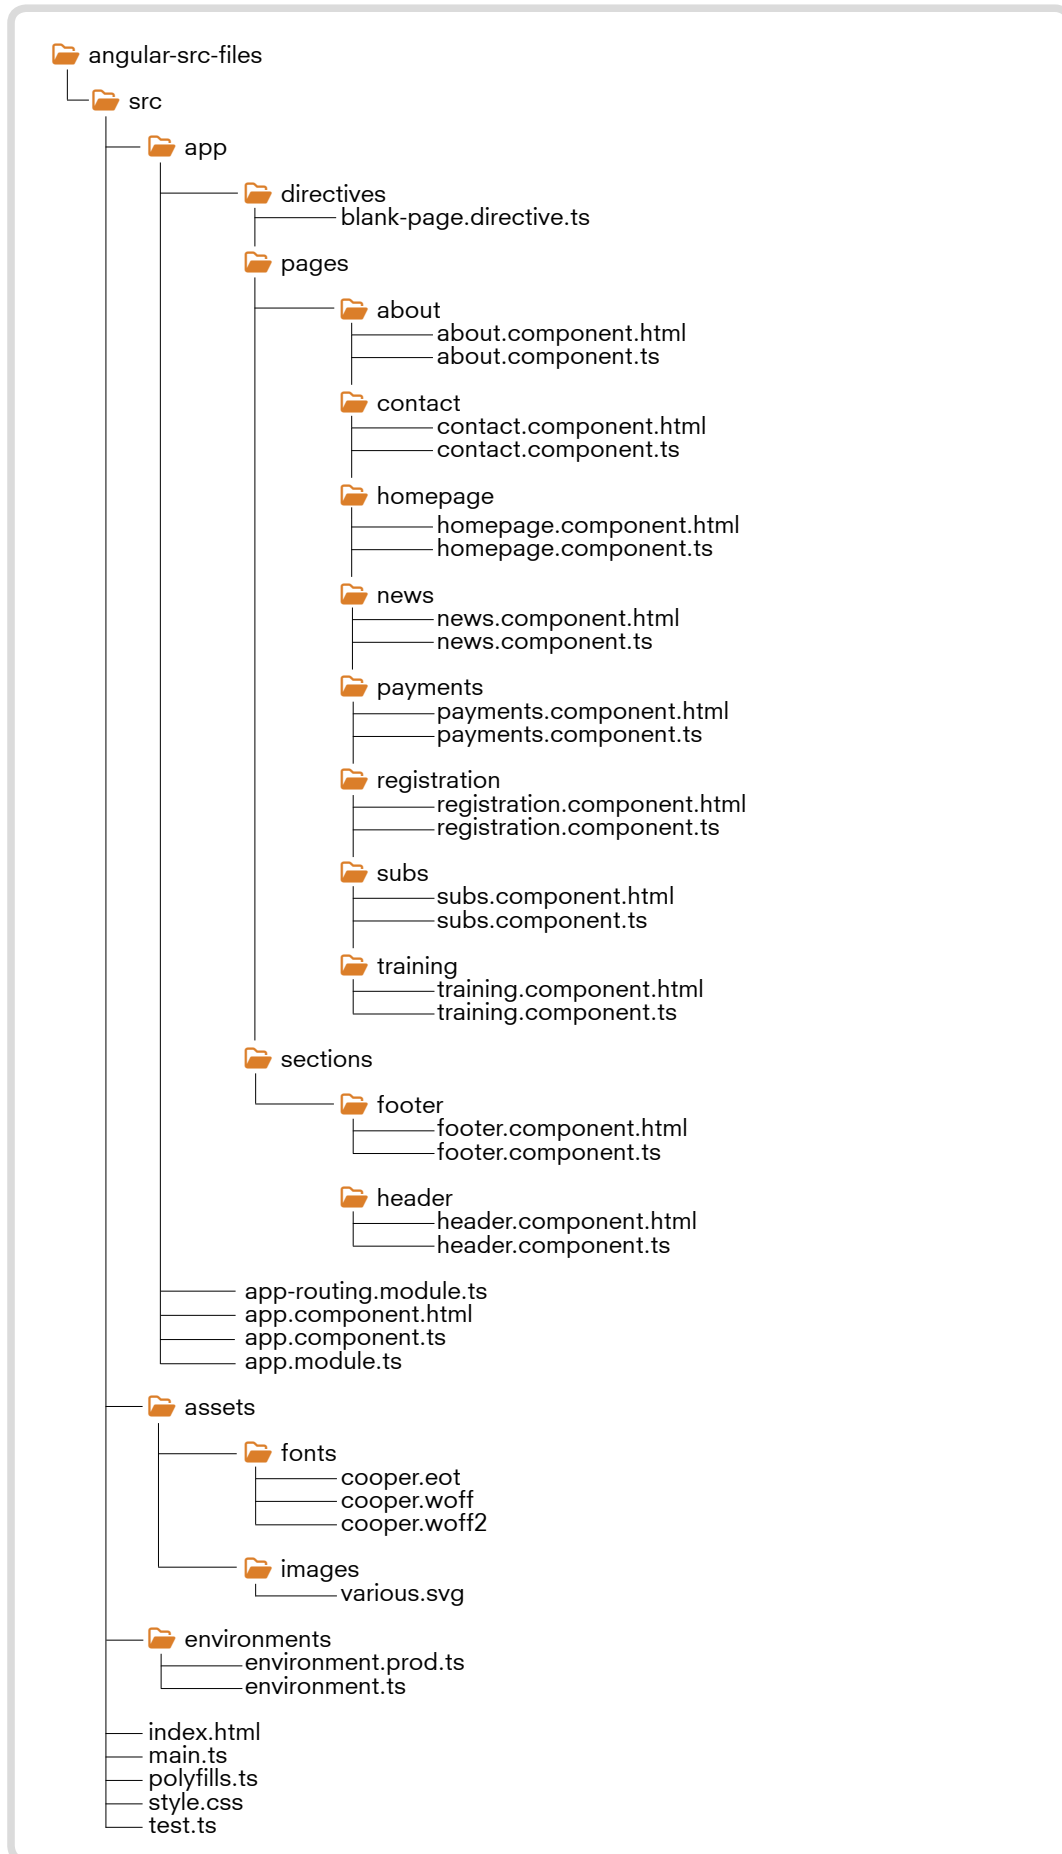 angular-src-files
src
app
directives
blank-page.directive.ts
pages
about
about.component.html
about.component.ts
contact
contact.component.html
contact.component.ts
homepage
homepage.component.html
homepage.component.ts
news
news.component.html
news.component.ts
payments
payments.component.html
payments.component.ts
registration
registration.component.html
registration.component.ts
subs
subs.component.html
subs.component.ts
training
training.component.html
training.component.ts
sections
footer
footer.component.html
footer.component.ts
header
header.component.html
header.component.ts
app-routing.module.ts
app.component.html
app.component.ts
app.module.ts
assets
fonts
cooper.eot
cooper.woff
cooper.woff2
images
various.svg
environments
environment.prod.ts
environment.ts
index.html
main.ts
polyfills.ts
style.css
test.ts